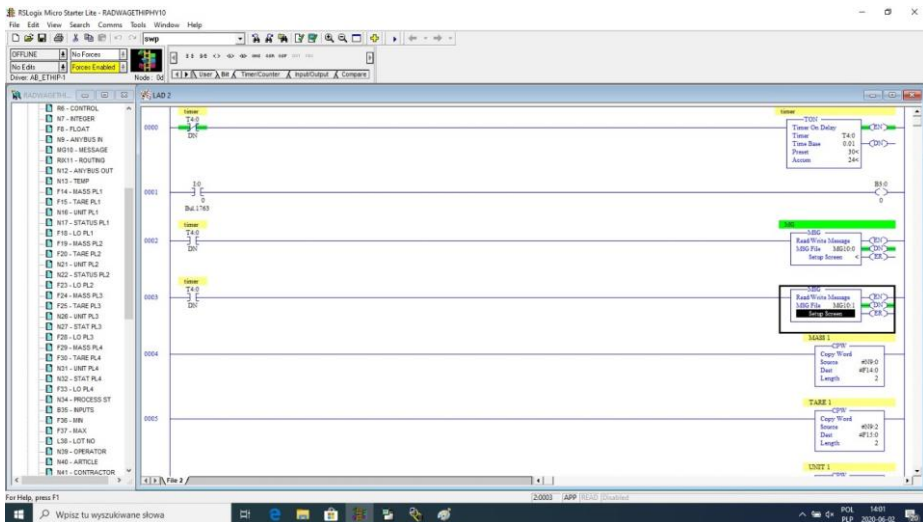 RSLogix Micro Starter Lite - RADWAGETHIPHY10
File Edit View Search Comms Tools Window Help
swp
OFFLINE No Forces
No Edits Forces Enabled
Driver: AB_ETHIP-1 Node: 0d
User Bit Timer/Counter Input/Output Compare
LAD 2
R6 - CONTROL
N7 - INTEGER
F8 - FLOAT
N9 - ANYBUS IN
MG10 - MESSAGE
RIX11 - ROUTING
N12 - ANYBUS OUT
N13 - TEMP
F14 - MASS PL1
F15 - TARE PL1
N16 - UNIT PL1
N17 - STATUS PL1
F18 - LO PL1
F19 - MASS PL2
F20 - TARE PL2
N21 - UNIT PL2
N22 - STATUS PL2
F23 - LO PL2
F24 - MASS PL3
F25 - TARE PL3
N26 - UNIT PL3
N27 - STAT PL3
F28 - LO PL3
F29 - MASS PL4
F30 - TARE PL4
N31 - UNIT PL4
N32 - STAT PL4
F33 - LO PL4
N34 - PROCESS ST
B35 - INPUTS
F36 - MIN
F37 - MAX
L38 - LOT NO
N39 - OPERATOR
N40 - ARTICLE
N41 - CONTRACTOR
0000
timer
T4:0
DN
timer
TON
Timer On Delay
Timer T4:0
Time Base 0.01
Preset 30<
Accum 24<
EN
DN
0001
I:0
0
Bul.1763
B3:0
0
0002
timer
T4:0
DN
MG
MSG
Read/Write Message
MSG File MG10:0
Setup Screen <
EN
DN
ER
0003
timer
T4:0
DN
MSG
Read/Write Message
MSG File MG10:1
Setup Screen
EN
DN
ER
0004
MASS 1
CPW
Copy Word
Source #N9:0
Dest #F14:0
Length 2
0005
TARE 1
CPW
Copy Word
Source #N9:2
Dest #F15:0
Length 2
UNIT 1
CPW
File 2
For Help, press F1
2:0003 APP READ Disabled
Wpisz tu wyszukiwane słowa
POL
PLP
14:01
2020-06-02